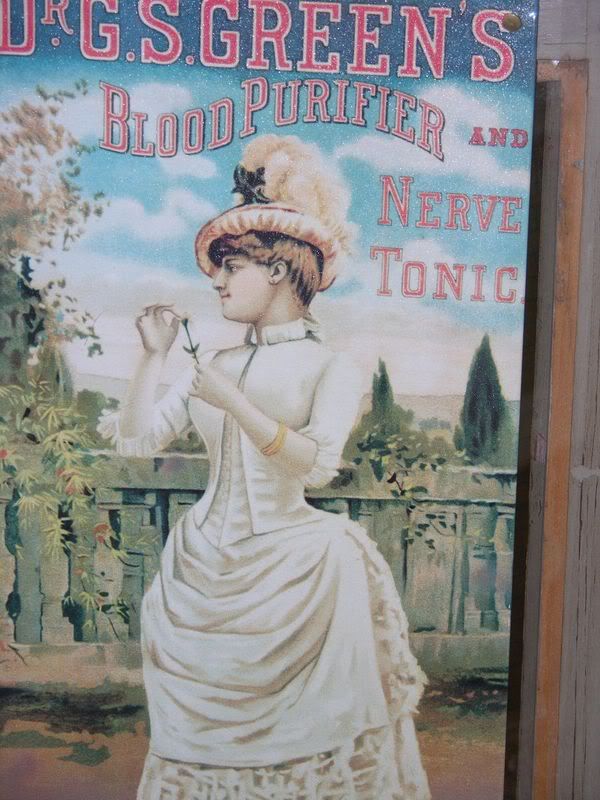 DR. G.S. GREEN'S
BLOOD PURIFIER AND
NERVE
TONIC.